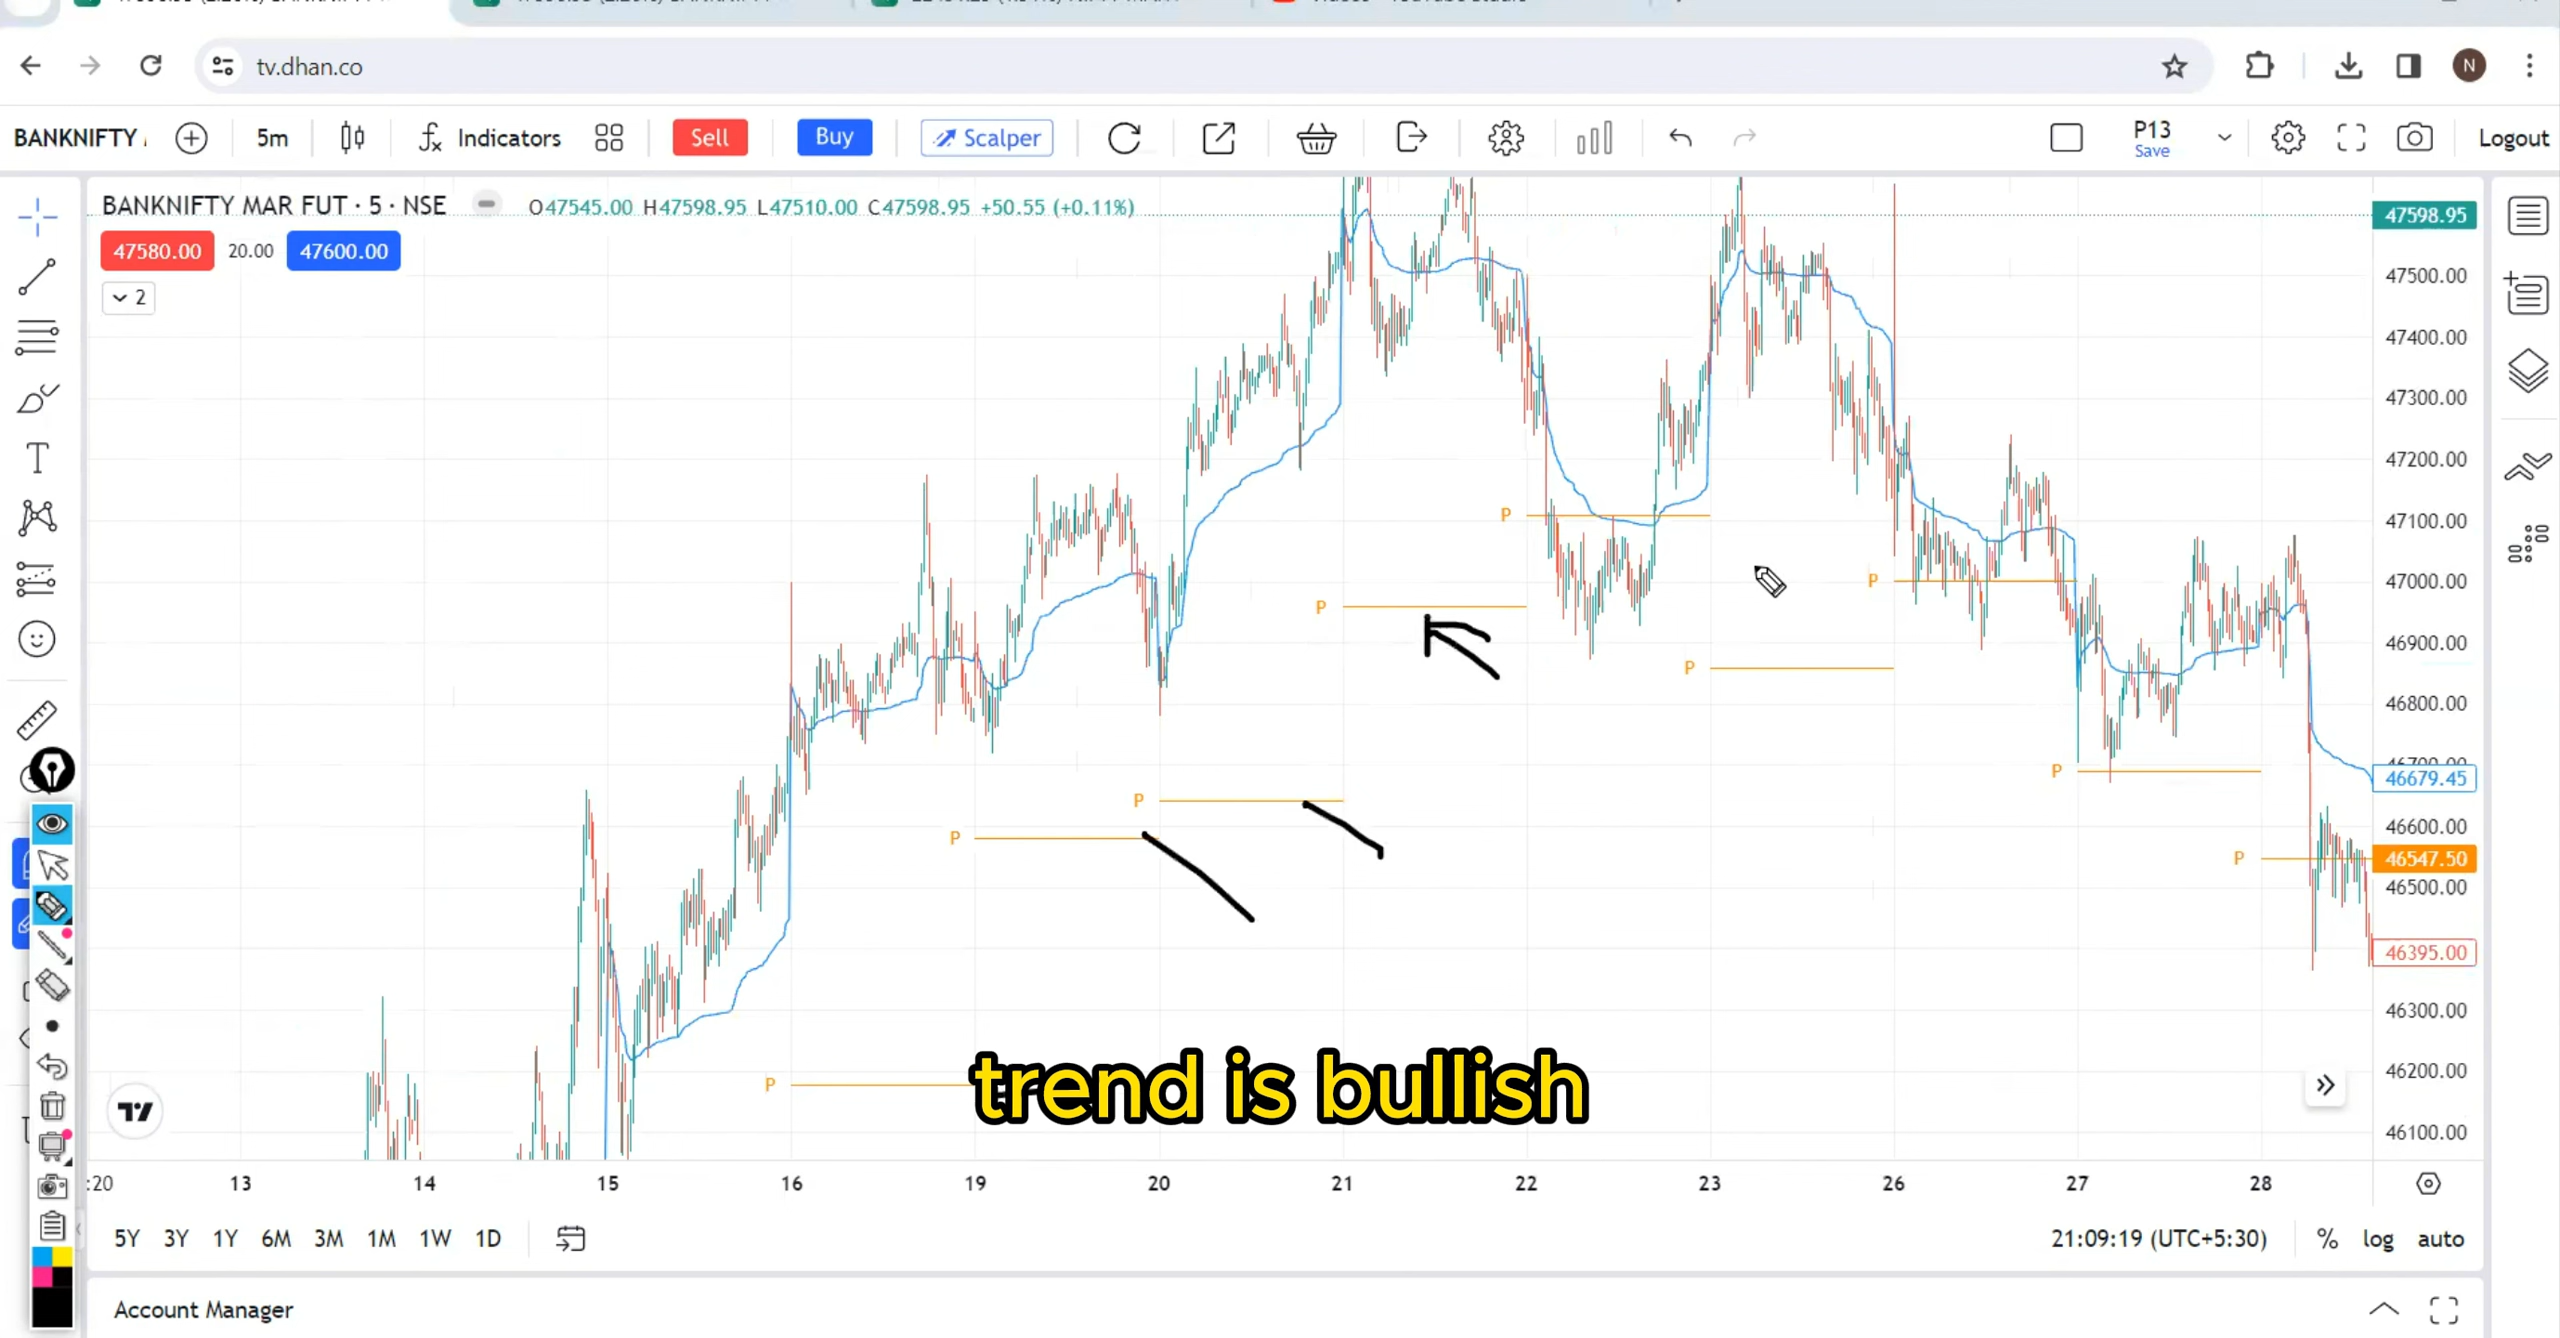 tv.dhan.co
N
BANKNIFTY
5m
Indicators
Sell
Buy
Scalper
P13
Save
Logout
BANKNIFTY MAR FUT · 5 · NSE
O47545.00 H47598.95 L47510.00 C47598.95 +50.55 (+0.11%)
47580.00 20.00 47600.00
2
47598.95
47500.00
47400.00
47300.00
47200.00
47100.00
47000.00
46900.00
46800.00
46700.00
46679.45
46600.00
46547.50
46500.00
46395.00
46300.00
46200.00
46100.00
P
P
P
P
P
P
P
P
P
trend is bullish
:20 13 14 15 16 19 20 21 22 23 26 27 28
5Y 3Y 1Y 6M 3M 1M 1W 1D
21:09:19 (UTC+5:30) % log auto
Account Manager